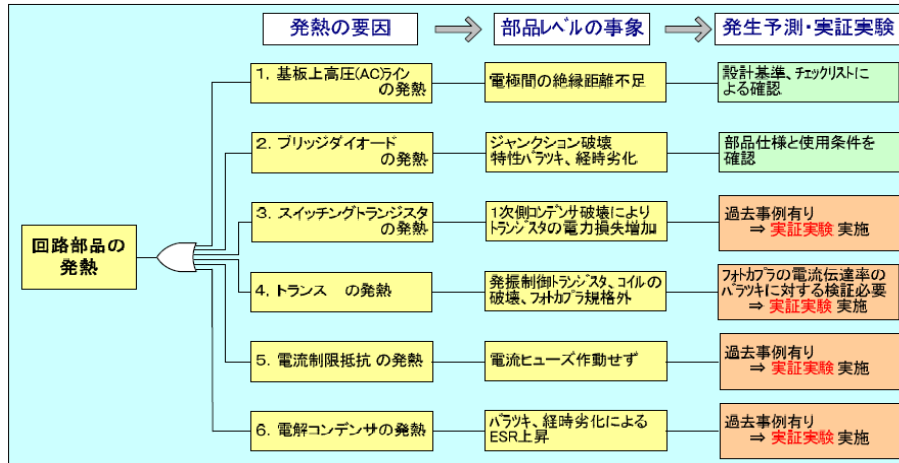 発熱の要因
部品レベルの事象
発生予測・実証実験
1. 基板上高圧(AC)ライン
の発熱
電極間の絶縁距離不足
設計基準、チェックリストに
よる確認
2. ブリッジダイオード
の発熱
ジャンクション破壊
特性バラツキ、経時劣化
部品仕様と使用条件を
確認
3. スイッチングトランジスタ
の発熱
1次側コンデンサ破壊により
トランジスタの電力損失増加
過去事例有り
⇒ 実証実験 実施
回路部品の
発熱
4. トランス の発熱
発振制御トランジスタ、コイルの
破壊、フォトカプラ規格外
フォトカプラの電流伝達率の
バラツキに対する検証必要
⇒ 実証実験 実施
5. 電流制限抵抗 の発熱
電流ヒューズ作動せず
過去事例有り
⇒ 実証実験 実施
6. 電解コンデンサの発熱
バラツキ、経時劣化による
ESR上昇
過去事例有り
⇒ 実証実験 実施